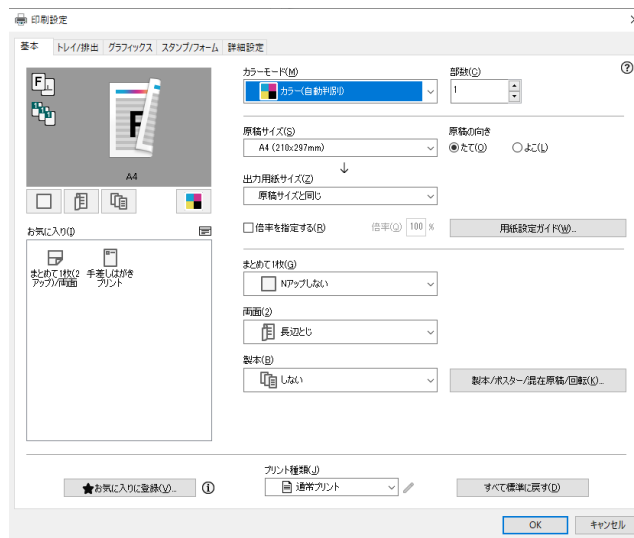 印刷設定
基本 トレイ/排出 グラフィックス スタンプ/フォーム 詳細設定
F
F
A4
お気に入り(I)
まとめて1枚(2アップ)/両面
手差しはがきプリント
カラーモード(M)
カラー(自動判別)
部数(C)
1
原稿サイズ(S)
A4 (210x297mm)
原稿の向き
たて(O) よこ(L)
↓
出力用紙サイズ(Z)
原稿サイズと同じ
倍率を指定する(R) 倍率(Q) 100 %
用紙設定ガイド(W)...
まとめて1枚(G)
Nアップしない
両面(2)
長辺とじ
製本(B)
しない
製本/ポスター/混在原稿/回転(K)...
★お気に入りに登録(V)...
プリント種類(J)
通常プリント
すべて標準に戻す(D)
OK キャンセル